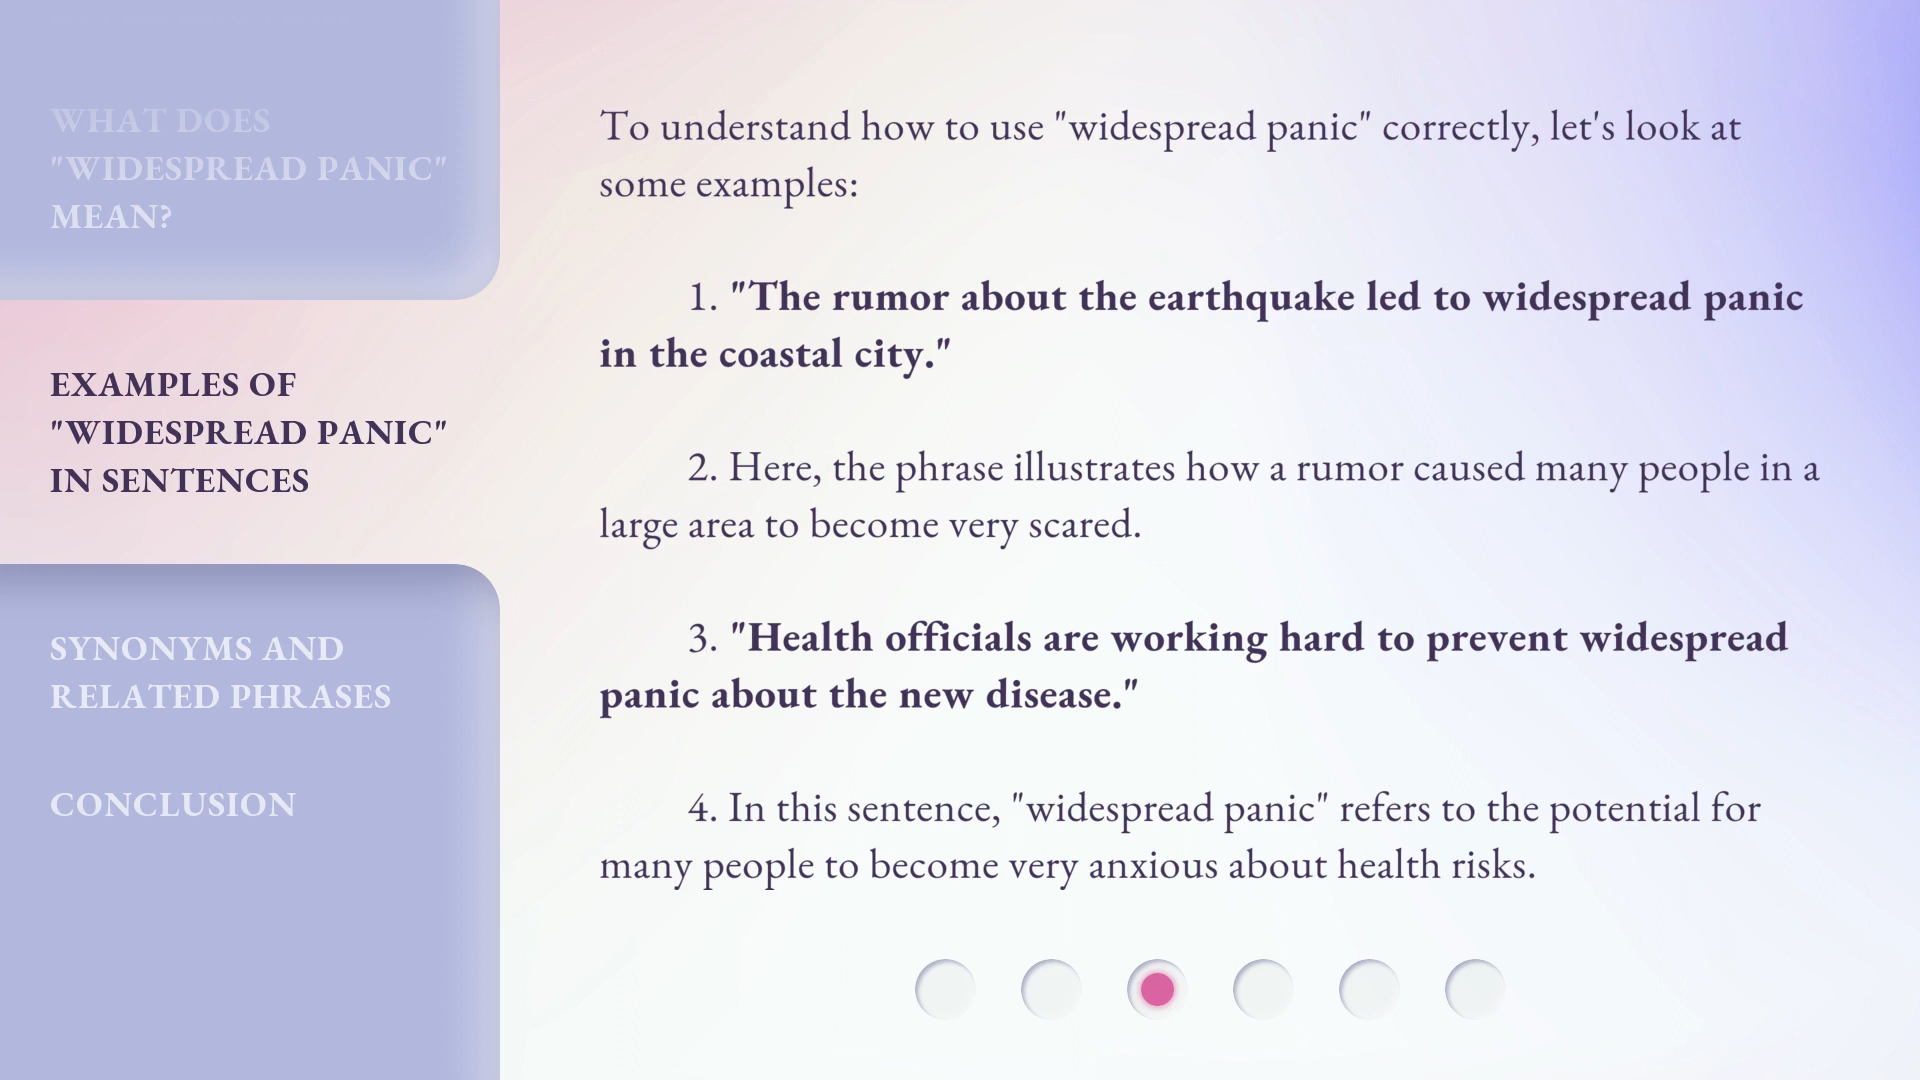 WHAT DOES
"WIDESPREAD PANIC"
MEAN?
EXAMPLES OF
"WIDESPREAD PANIC"
IN SENTENCES
SYNONYMS AND
RELATED PHRASES
CONCLUSION
To understand how to use "widespread panic" correctly, let's look at
some examples:
1. "The rumor about the earthquake led to widespread panic
in the coastal city."
2. Here, the phrase illustrates how a rumor caused many people in a
large area to become very scared.
3. "Health officials are working hard to prevent widespread
panic about the new disease."
4. In this sentence, "widespread panic" refers to the potential for
many people to become very anxious about health risks.